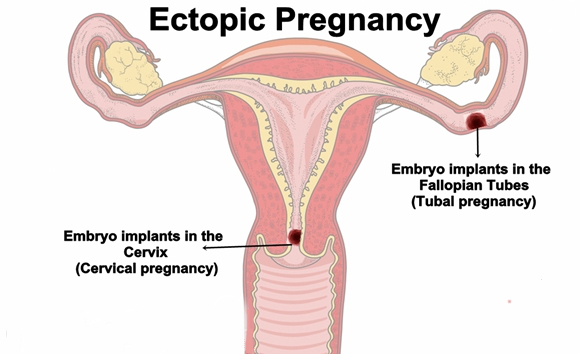 Ectopic Pregnancy
Embryo implants in the
Fallopian Tubes
(Tubal pregnancy)
Embryo implants in the
Cervix
(Cervical pregnancy)